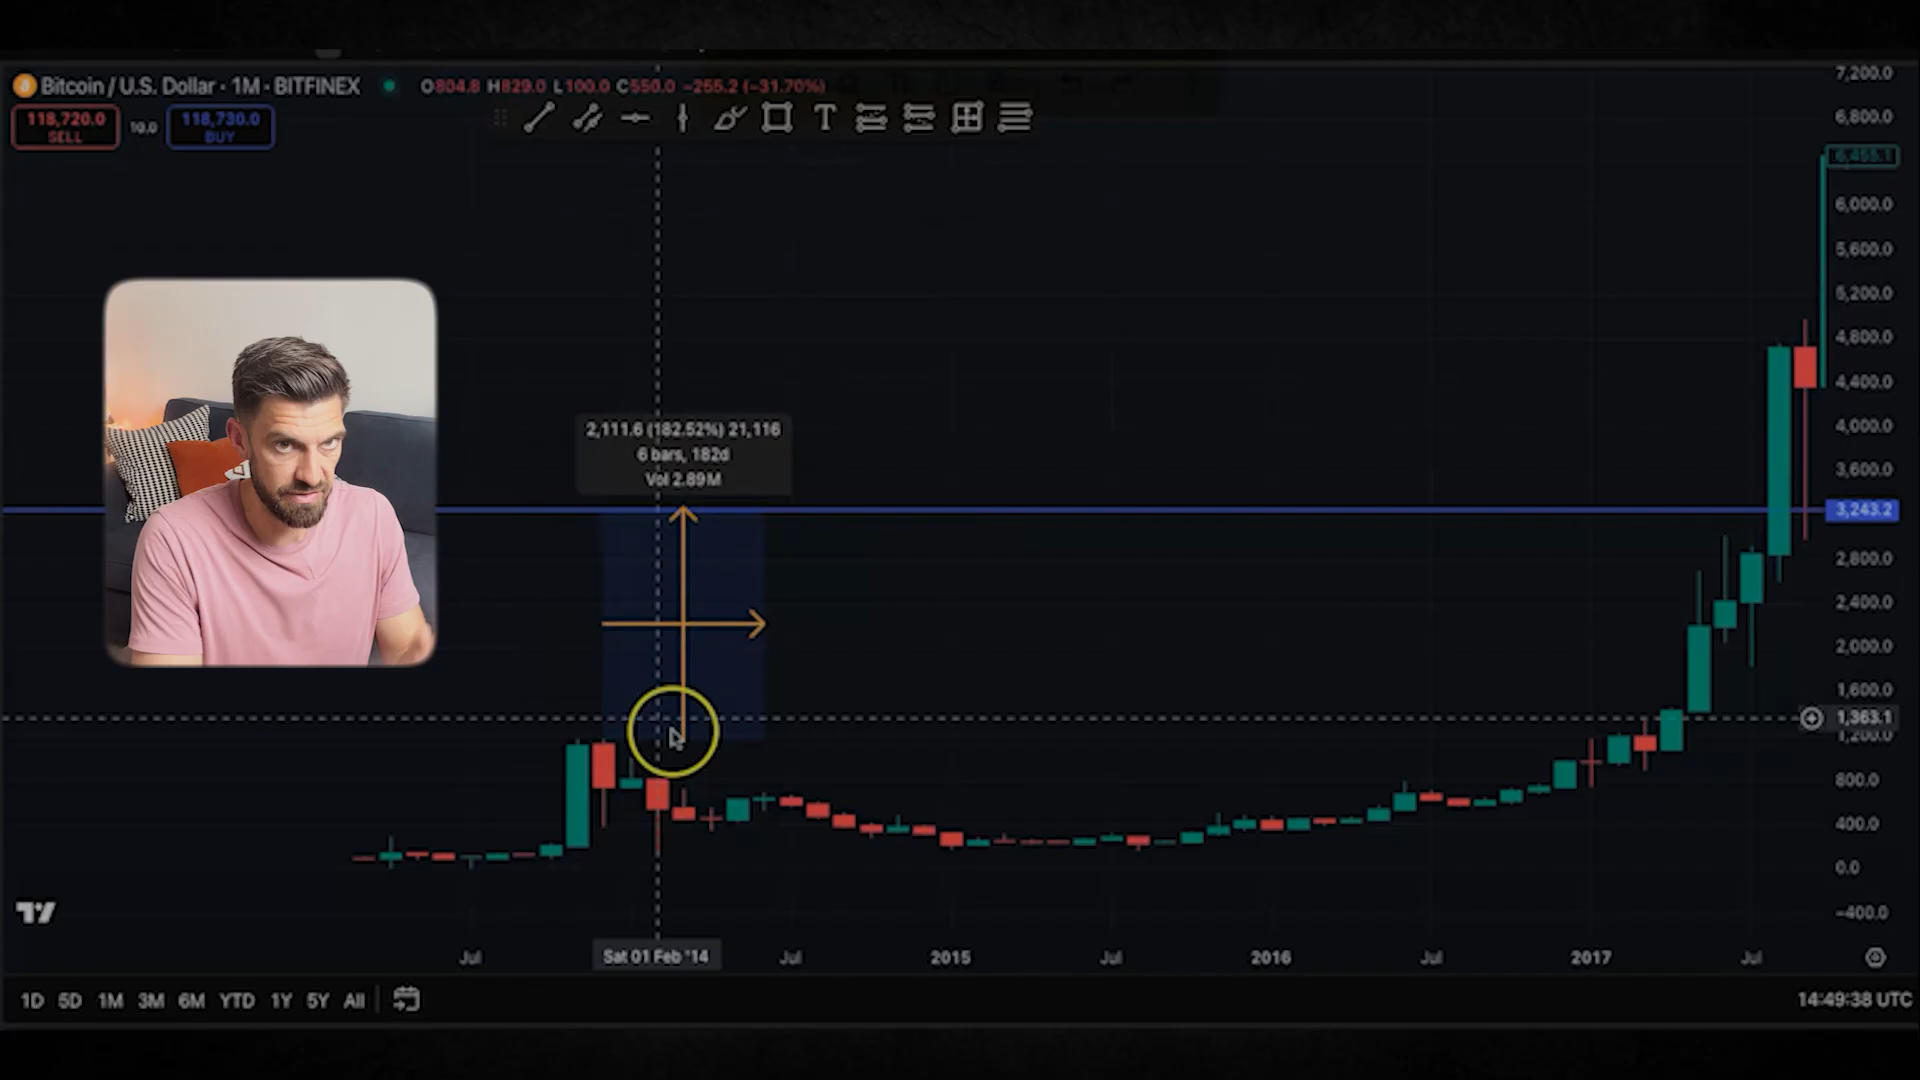 Bitcoin / U.S. Dollar · 1M · BITFINEX
O804.8 H829.0 L100.0 C550.0 −255.2 (−31.70%)
118,720.0
SELL
10.0
118,730.0
BUY
7,200.0
6,800.0
6,455.1
6,000.0
5,600.0
5,200.0
4,800.0
4,400.0
4,000.0
3,600.0
3,243.2
2,800.0
2,400.0
2,000.0
1,600.0
1,363.1
1,200.0
800.0
400.0
0.0
−400.0
2,111.6 (182.52%) 21,116
6 bars, 182d
Vol 2.89M
Jul
Sat 01 Feb '14
Jul
2015
Jul
2016
Jul
2017
Jul
1D 5D 1M 3M 6M YTD 1Y 5Y All
14:49:38 UTC